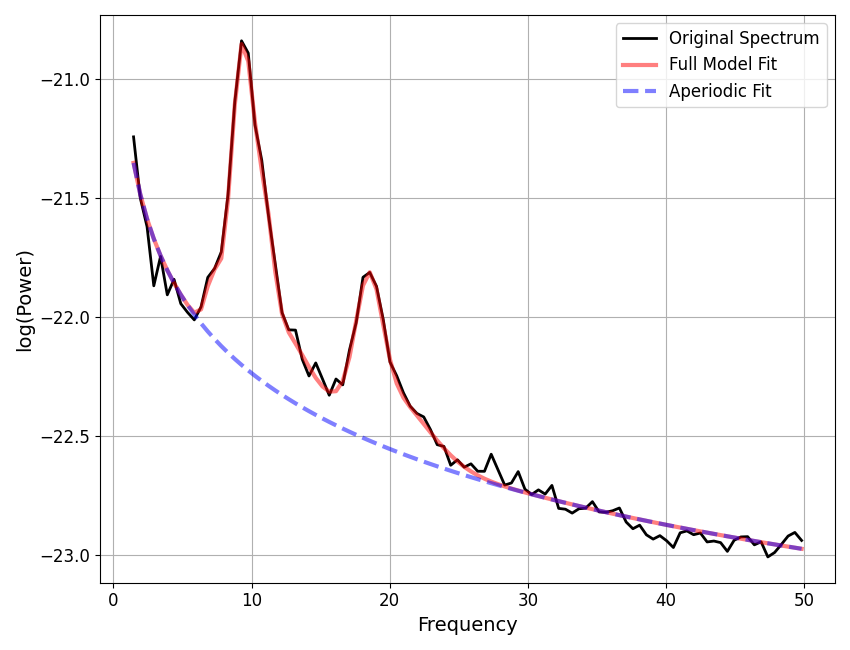 Original Spectrum
Full Model Fit
Aperiodic Fit
log(Power)
−21.0
−21.5
−22.0
−22.5
−23.0
0 10 20 30 40 50
Frequency